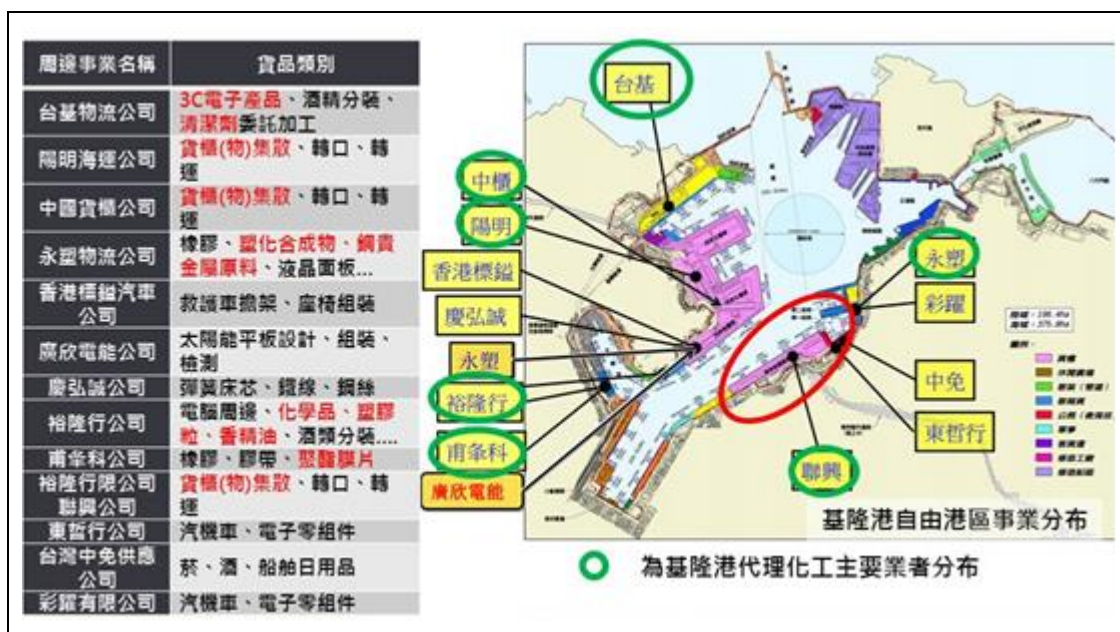 周邊事業名稱 貨品類別
台基物流公司 3C電子產品、酒精分裝、
清潔劑委託加工
陽明海運公司 貨櫃(物)集散、轉口、轉
運
中國貨櫃公司 貨櫃(物)集散、轉口、轉
運
永塑物流公司 橡膠、塑化合成物、鋼貴
金屬原料、液晶面板...
香港標鎰汽車
公司 救護車擔架、座椅組裝
廣欣電能公司 太陽能平板設計、組裝、
檢測
慶弘誠公司 彈簧床芯、鐵線、鋼絲
裕隆行公司 電腦周邊、化學品、塑膠
粒、香精油、酒類分裝....
甫夆科公司 橡膠、膠帶、聚酯膜片
裕隆行限公司
聯興公司 貨櫃(物)集散、轉口、轉
運
東哲行公司 汽機車、電子零組件
台灣中免供應
公司 菸、酒、船舶日用品
彩躍有限公司 汽機車、電子零組件
台基
中櫃
陽明
香港標鎰
慶弘誠
永塑
裕隆行
甫夆科
廣欣電能
永塑
彩躍
中免
東哲行
聯興
基隆港自由港區事業分布
為基隆港代理化工主要業者分布